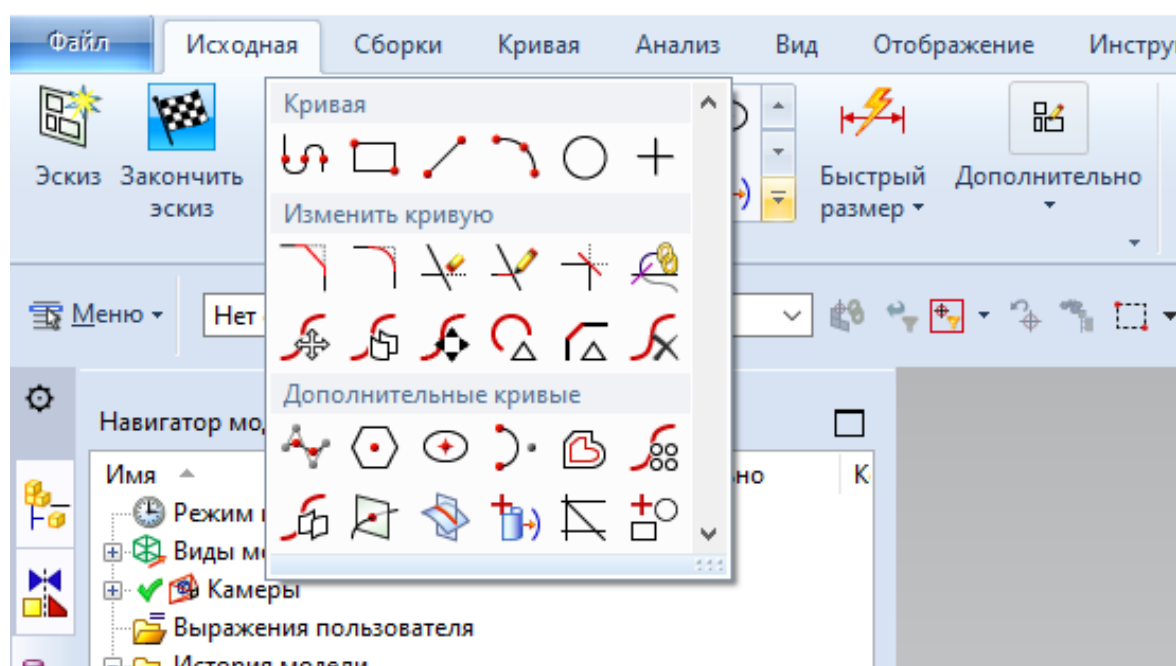 Файл Исходная Сборки Кривая Анализ Вид Отображение
Кривая
Эскиз Закончить эскиз
Быстрый размер
Дополнительно
Изменить кривую
Меню
Нет
Дополнительные кривые
Навигатор
Имя
Режим
Виды
Камеры
Выражения пользователя
История модели